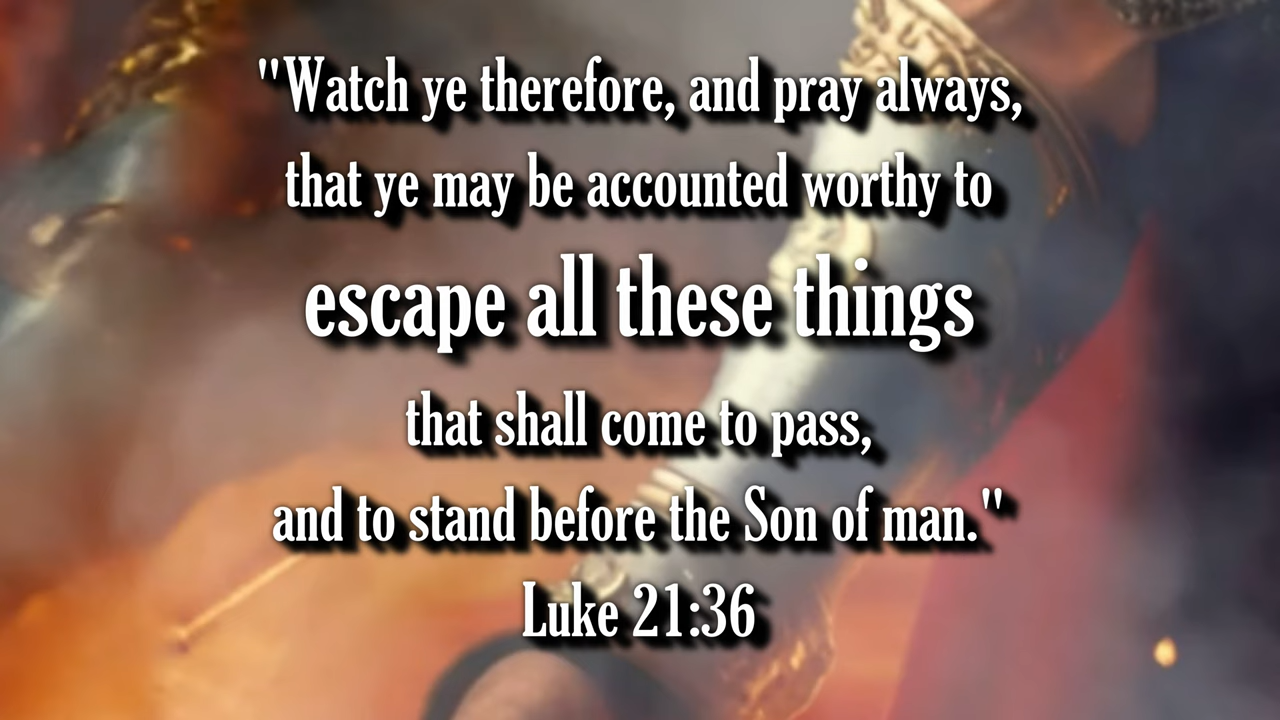 "Watch ye therefore, and pray always,
that ye may be accounted worthy to
escape all these things
that shall come to pass,
and to stand before the Son of man."
Luke 21:36